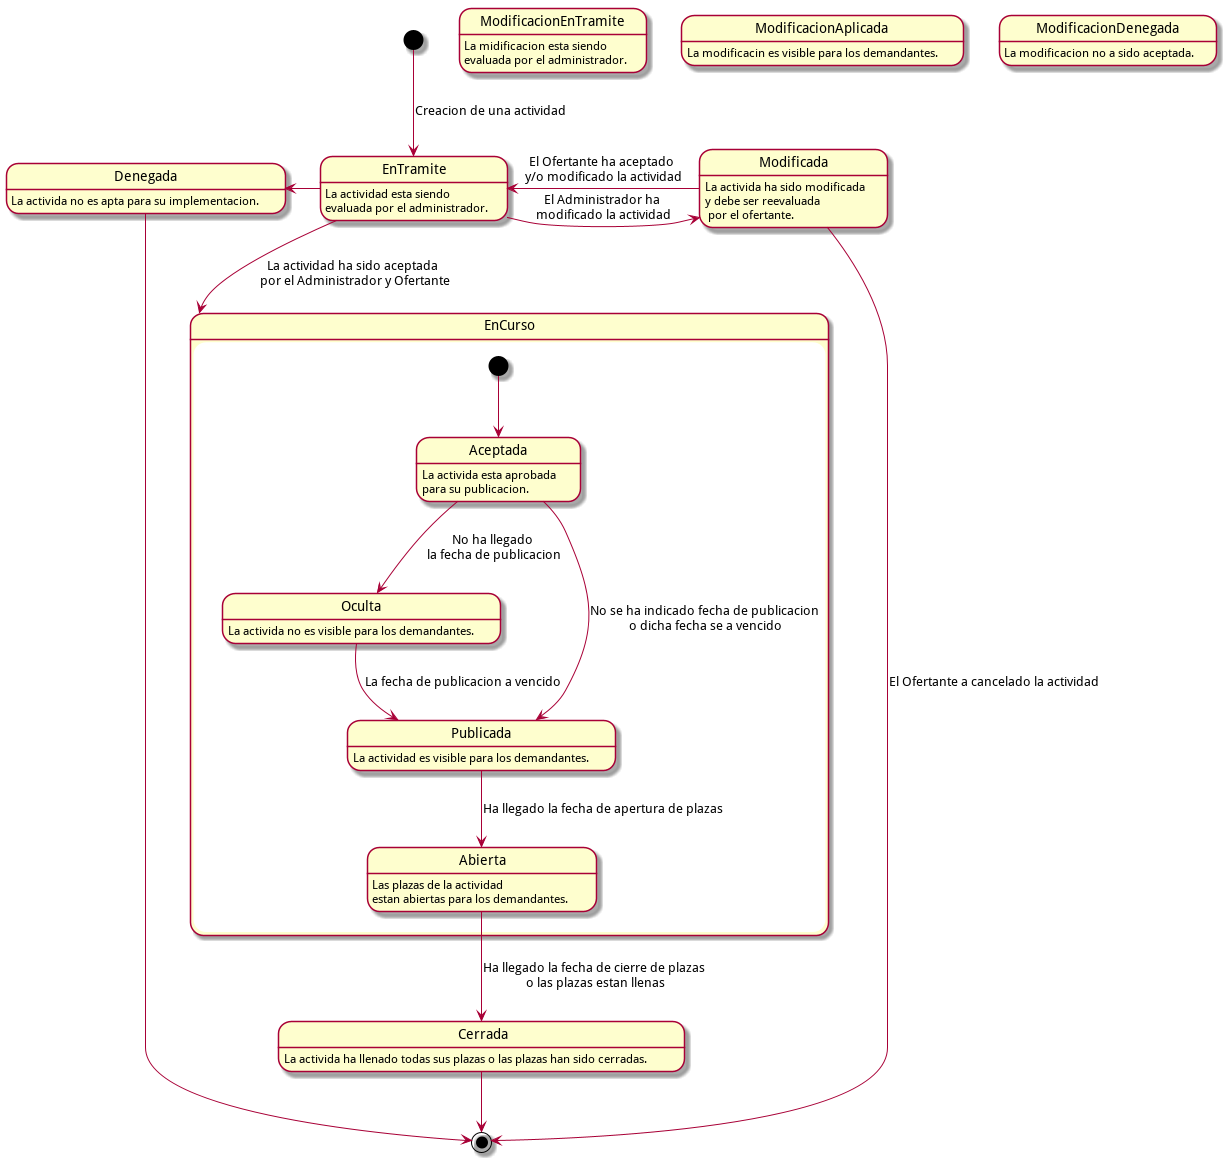 ModificacionEnTramite
La midificacion esta siendo
evaluada por el administrador.
ModificacionAplicada
La modificacin es visible para los demandantes.
ModificacionDenegada
La modificacion no a sido aceptada.
Creacion de una actividad
Denegada
La activida no es apta para su implementacion.
EnTramite
La actividad esta siendo
evaluada por el administrador.
El Ofertante ha aceptado
y/o modificado la actividad
El Administrador ha
modificado la actividad
Modificada
La activida ha sido modificada
y debe ser reevaluada
por el ofertante.
La actividad ha sido aceptada
por el Administrador y Ofertante
EnCurso
Aceptada
La activida esta aprobada
para su publicacion.
No ha llegado
la fecha de publicacion
Oculta
La activida no es visible para los demandantes.
No se ha indicado fecha de publicacion
o dicha fecha se a vencido
La fecha de publicacion a vencido
El Ofertante a cancelado la actividad
Publicada
La actividad es visible para los demandantes.
Ha llegado la fecha de apertura de plazas
Abierta
Las plazas de la actividad
estan abiertas para los demandantes.
Ha llegado la fecha de cierre de plazas
o las plazas estan llenas
Cerrada
La activida ha llenado todas sus plazas o las plazas han sido cerradas.